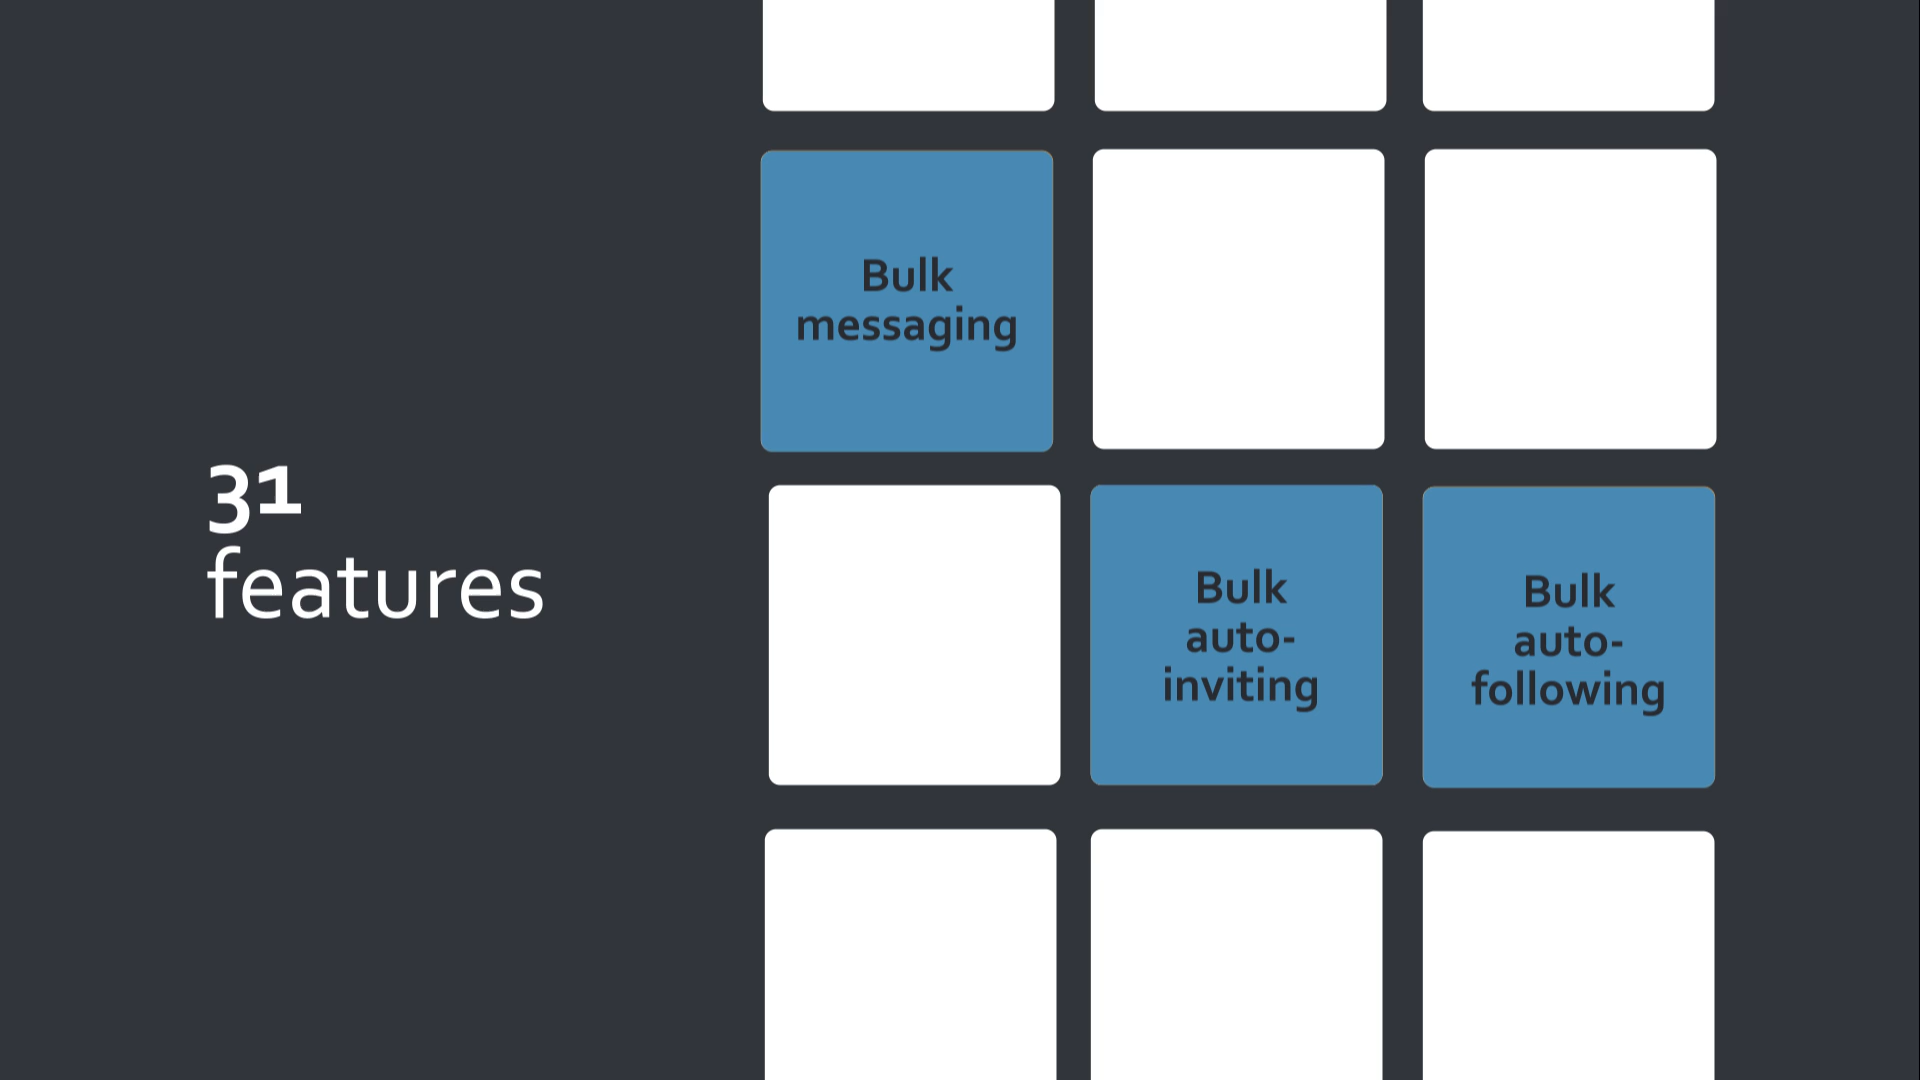 31
features
Bulk
messaging
Bulk
auto-
inviting
Bulk
auto-
following